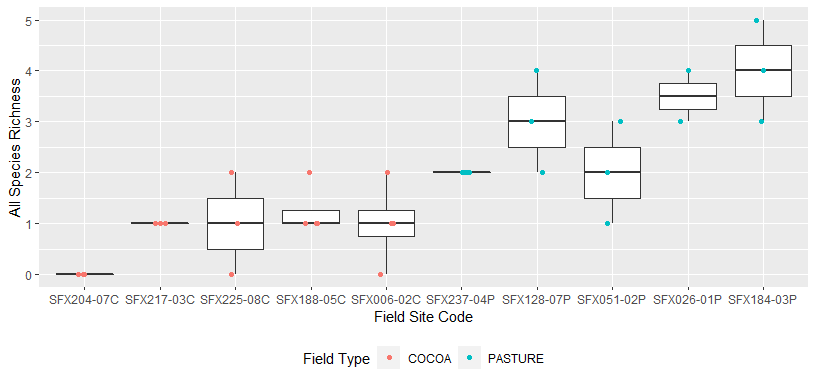 All Species Richness
5
4
3
2
1
0
SFX204-07C SFX217-03C SFX225-08C SFX188-05C SFX006-02C SFX237-04P SFX128-07P SFX051-02P SFX026-01P SFX184-03P
Field Site Code
Field Type COCOA PASTURE